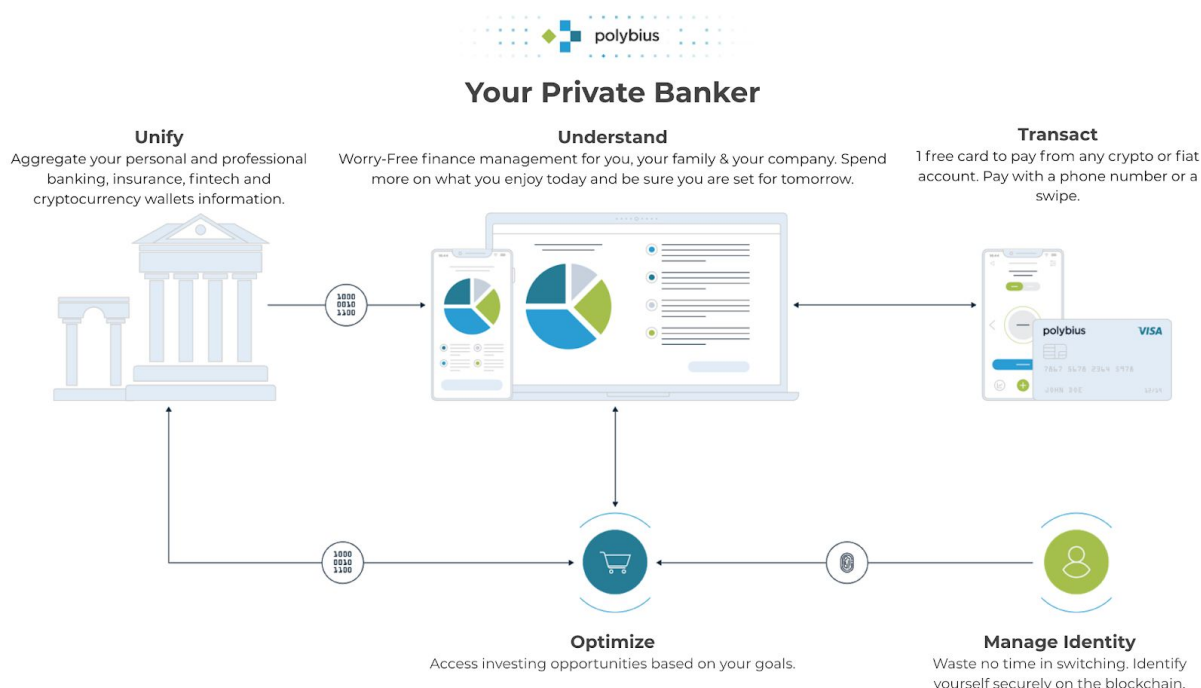 polybius
Your Private Banker
Unify
Aggregate your personal and professional
banking, insurance, fintech and
cryptocurrency wallets information.
Understand
Worry-Free finance management for you, your family & your company. Spend
more on what you enjoy today and be sure you are set for tomorrow.
Transact
1 free card to pay from any crypto or fiat
account. Pay with a phone number or a
swipe.
1000
0010
1100
polybius
VISA
1000
0010
1100
Optimize
Access investing opportunities based on your goals.
Manage Identity
Waste no time in switching. Identify
yourself securely on the blockchain.